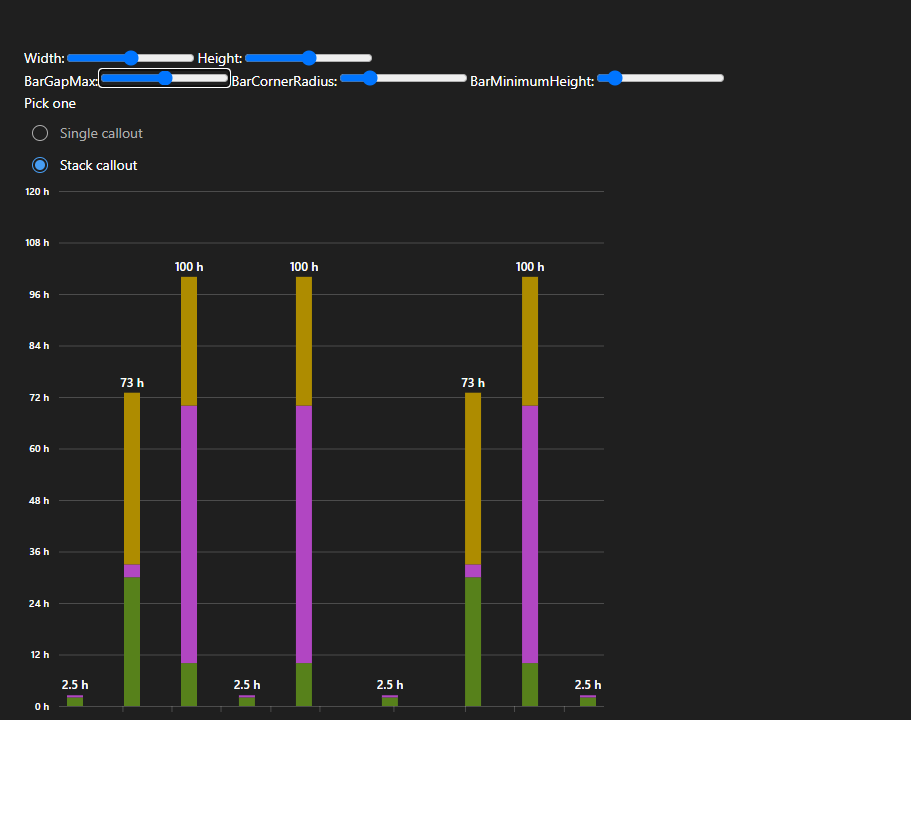 Width: Height:
BarGapMax: BarCornerRadius: BarMinimumHeight:
Pick one
Single callout
Stack callout
120 h
108 h
100 h 100 h 100 h
96 h
84 h
73 h 73 h
72 h
60 h
48 h
36 h
24 h
12 h
2.5 h 2.5 h 2.5 h 2.5 h
0 h